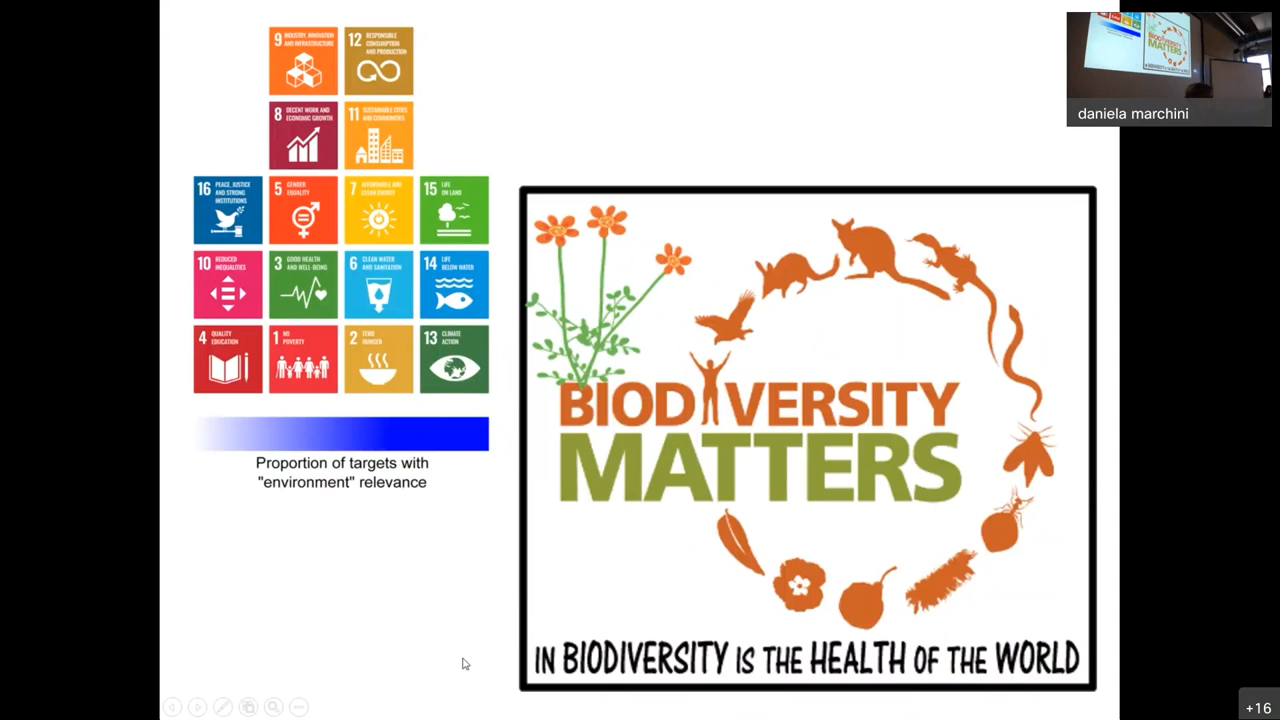 9 INDUSTRY, INNOVATION
AND INFRASTRUCTURE
12 RESPONSIBLE
CONSUMPTION
AND PRODUCTION
8 DECENT WORK AND
ECONOMIC GROWTH
11 SUSTAINABLE CITIES
AND COMMUNITIES
16 PEACE, JUSTICE
AND STRONG
INSTITUTIONS
5 GENDER
EQUALITY
7 AFFORDABLE AND
CLEAN ENERGY
15 LIFE
ON LAND
10 REDUCED
INEQUALITIES
3 GOOD HEALTH
AND WELL-BEING
6 CLEAN WATER
AND SANITATION
14 LIFE
BELOW WATER
4 QUALITY
EDUCATION
1 NO
POVERTY
2 ZERO
HUNGER
13 CLIMATE
ACTION
Proportion of targets with
"environment" relevance
BIODIVERSITY
MATTERS
IN BIODIVERSITY IS THE HEALTH OF THE WORLD
BIODIVERSITY
MATTERS
daniela marchini
+16